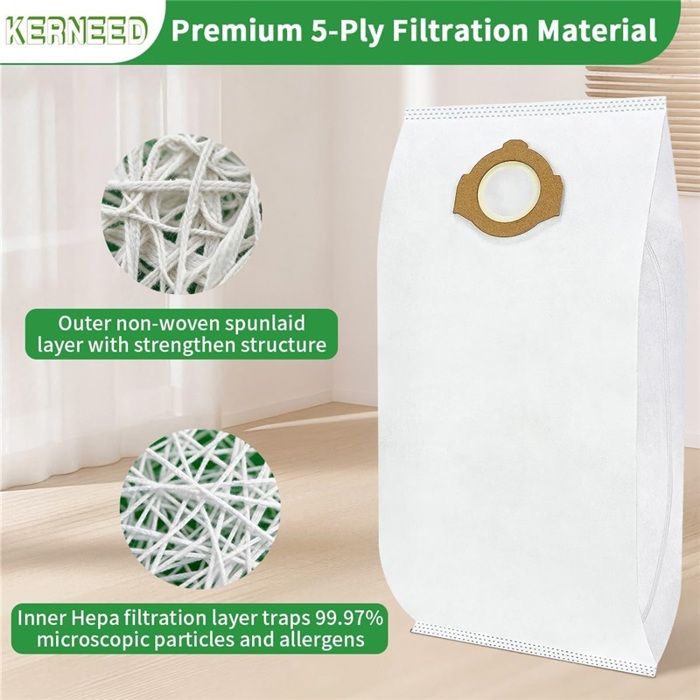 KERNEED
Premium 5-Ply Filtration Material
Outer non-woven spunlaid
layer with strengthen structure
Inner Hepa filtration layer traps 99.97%
microscopic particles and allergens